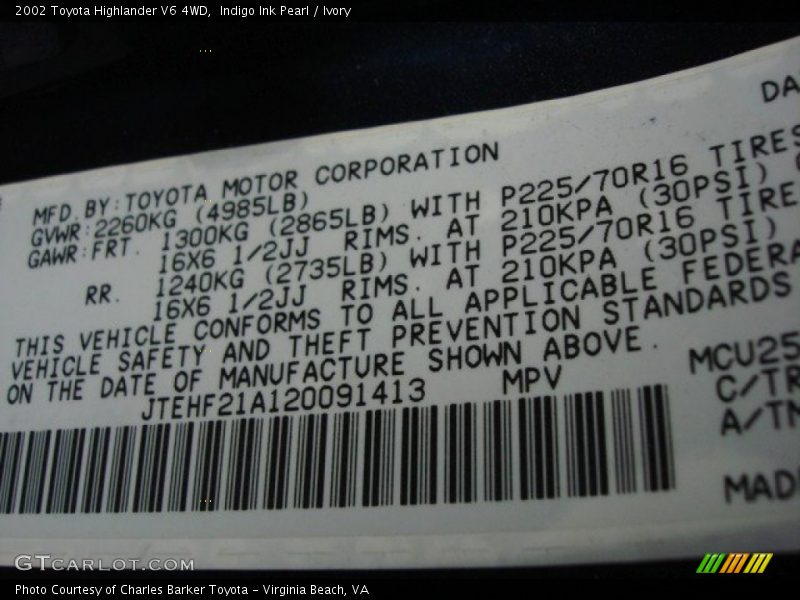 2002 Toyota Highlander V6 4WD, Indigo Ink Pearl / Ivory
DA
MFD. BY: TOYOTA MOTOR CORPORATION
GVWR: 2260KG (4985LB)
GAWR: FRT. 1300KG (2865LB) WITH P225/70R16 TIRES
16X6 1/2JJ RIMS. AT 210KPA (30PSI)
RR. 1240KG (2735LB) WITH P225/70R16 TIRE
16X6 1/2JJ RIMS. AT 210KPA (30PSI)
THIS VEHICLE CONFORMS TO ALL APPLICABLE FEDERA
VEHICLE SAFETY AND THEFT PREVENTION STANDARDS
ON THE DATE OF MANUFACTURE SHOWN ABOVE.
JTEHF21A120091413 MPV
MCU25
C/TR
A/TM
MAD
GTCARLOT.COM
Photo Courtesy of Charles Barker Toyota - Virginia Beach, VA